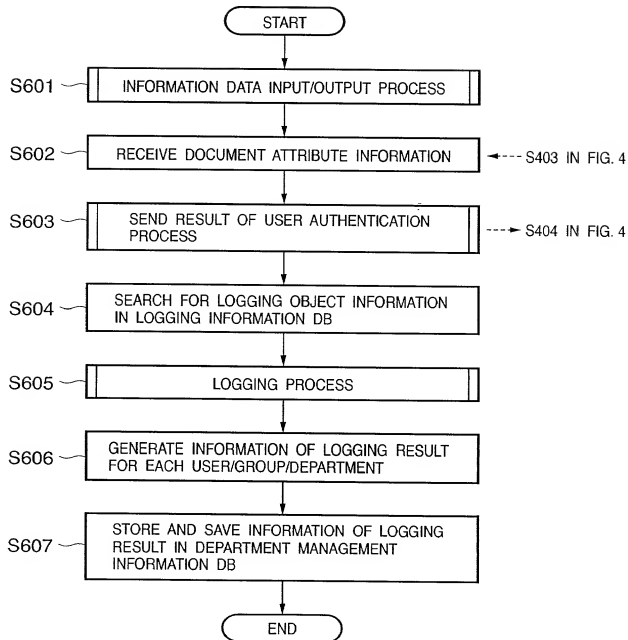 START
S601
INFORMATION DATA INPUT/OUTPUT PROCESS
S602
RECEIVE DOCUMENT ATTRIBUTE INFORMATION
S403 IN FIG. 4
S603
SEND RESULT OF USER AUTHENTICATION
PROCESS
S404 IN FIG. 4
S604
SEARCH FOR LOGGING OBJECT INFORMATION
IN LOGGING INFORMATION DB
S605
LOGGING PROCESS
S606
GENERATE INFORMATION OF LOGGING RESULT
FOR EACH USER/GROUP/DEPARTMENT
S607
STORE AND SAVE INFORMATION OF LOGGING
RESULT IN DEPARTMENT MANAGEMENT
INFORMATION DB
END